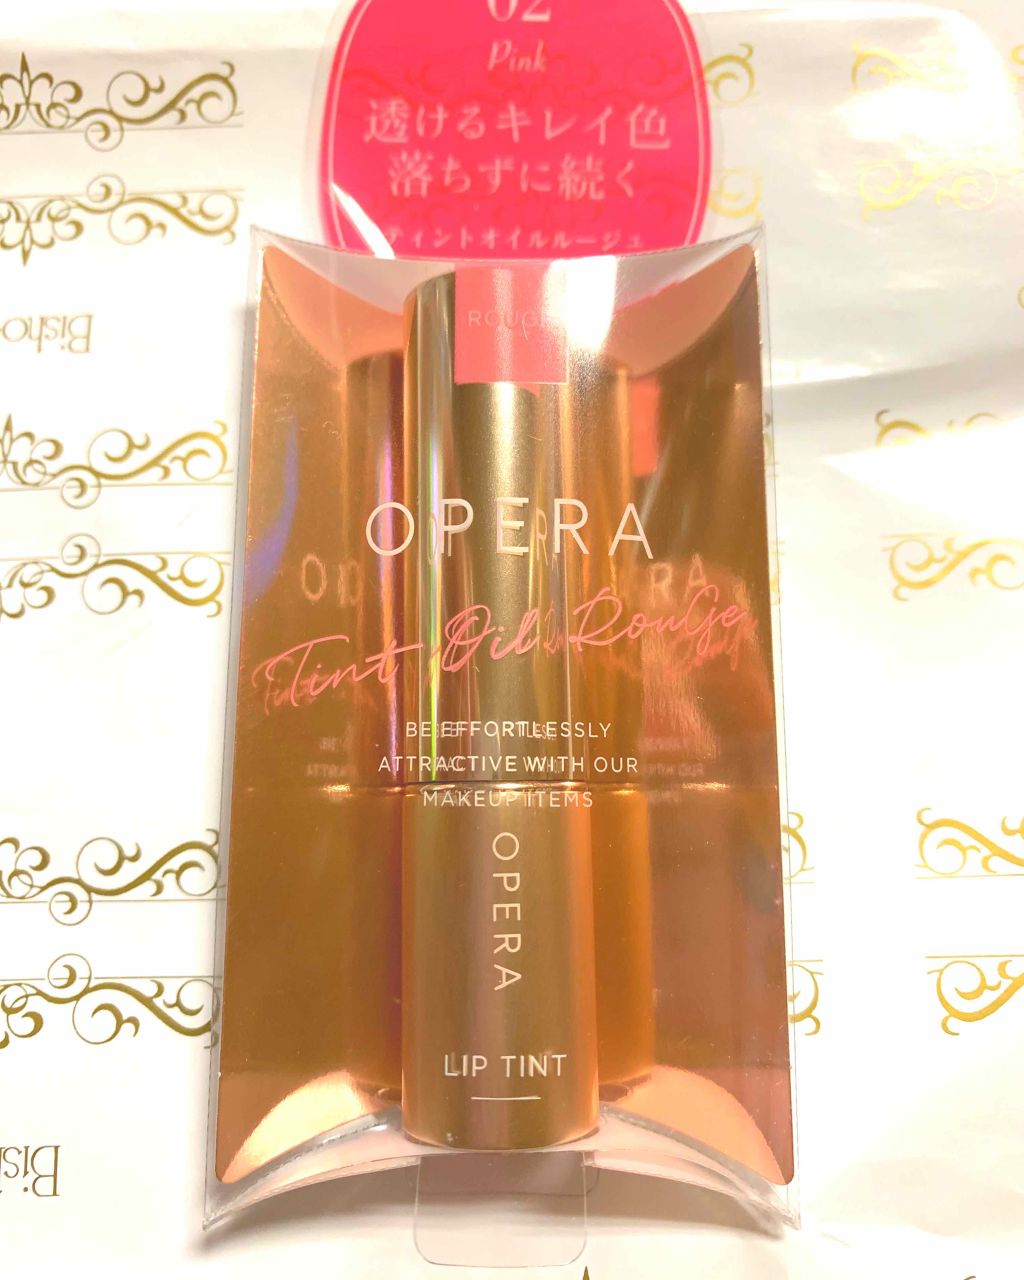 02
Pink
透けるキレイ色
落ちずに続く
ティントオイルルージュ
ROUGE
OPERA
Tint Oil Rouge
BE EFFORTLESSLY
ATTRACTIVE WITH OUR
MAKEUP ITEMS
OPERA
LIP TINT